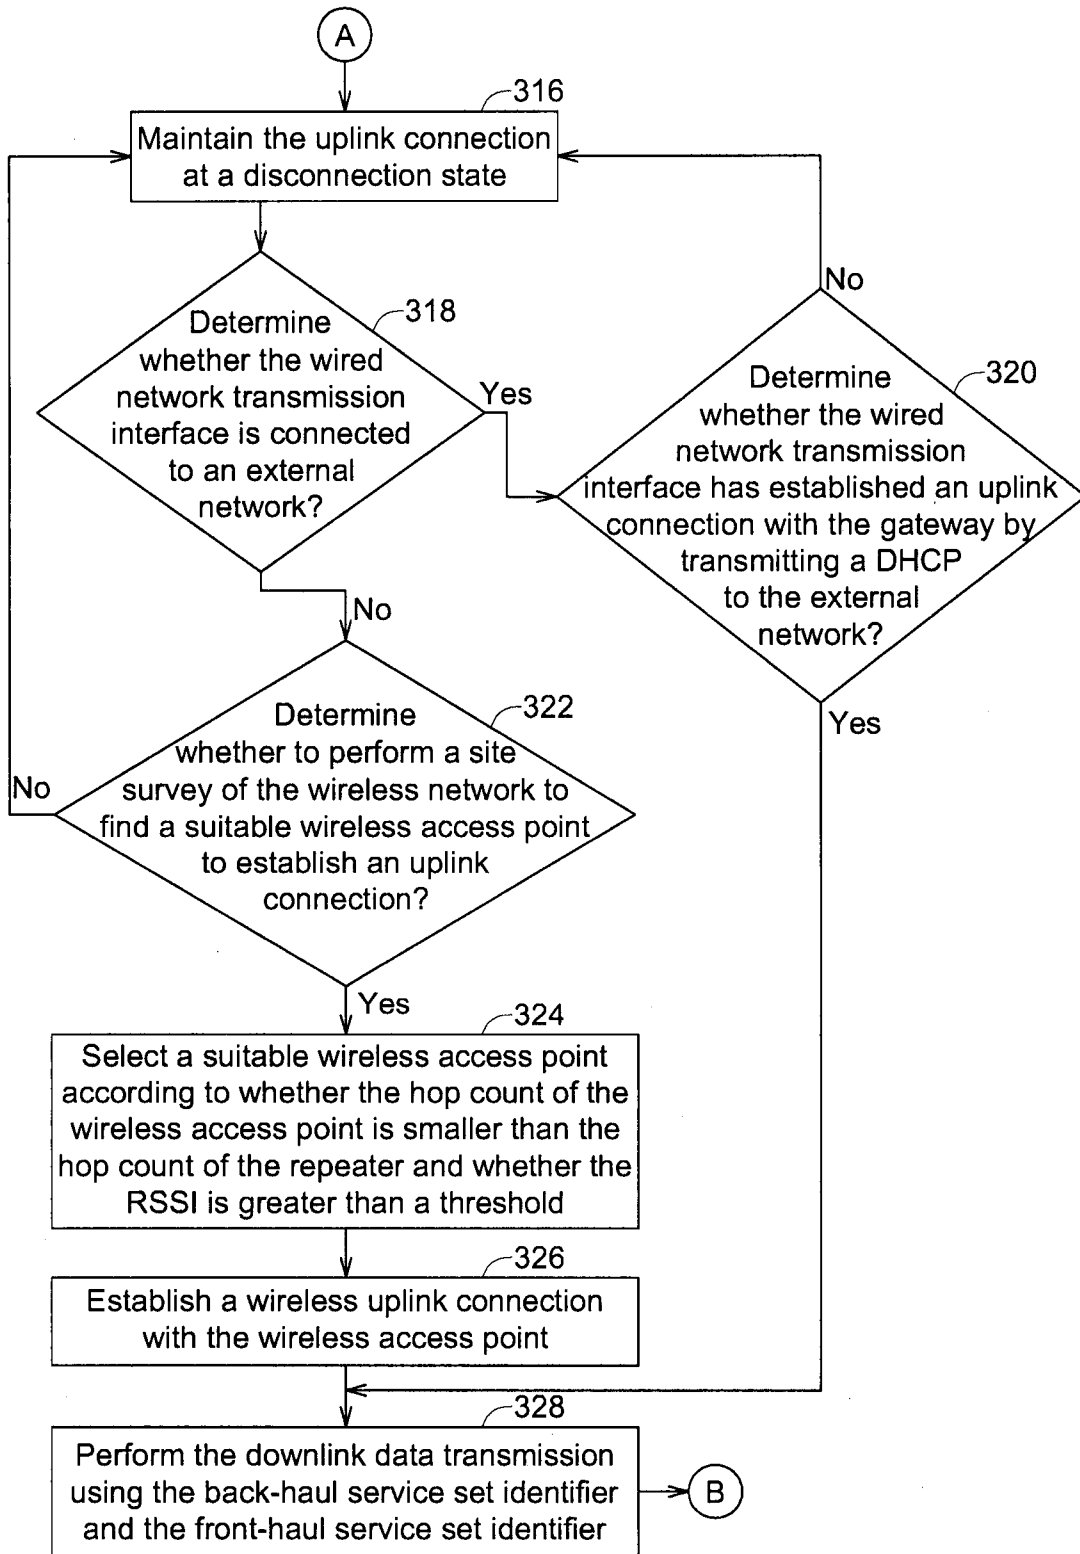 A
316
Maintain the uplink connection
at a disconnection state
318
Determine
whether the wired
network transmission
interface is connected
to an external
network?
Yes
No
320
Determine
whether the wired
network transmission
interface has established an uplink
connection with the gateway by
transmitting a DHCP
to the external
network?
No
Yes
322
Determine
whether to perform a site
survey of the wireless network to
find a suitable wireless access point
to establish an uplink
connection?
No
Yes
324
Select a suitable wireless access point
according to whether the hop count of the
wireless access point is smaller than the
hop count of the repeater and whether the
RSSI is greater than a threshold
326
Establish a wireless uplink connection
with the wireless access point
328
Perform the downlink data transmission
using the back-haul service set identifier
and the front-haul service set identifier
B